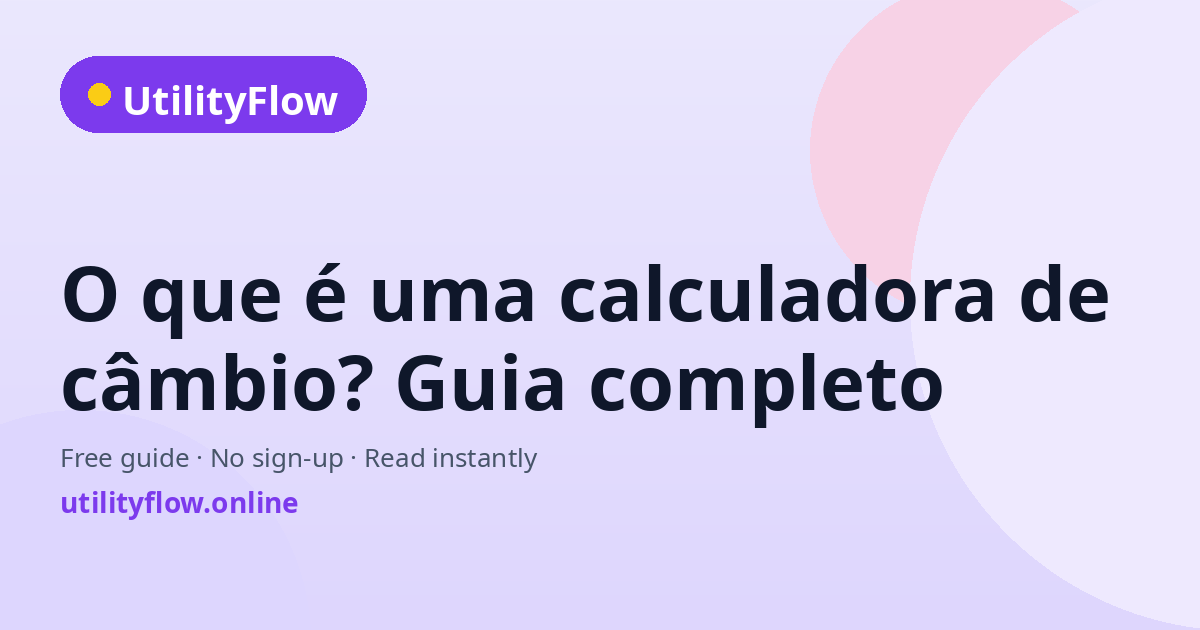 UtilityFlow
O que é uma calculadora de
câmbio? Guia completo
Free guide · No sign-up · Read instantly
utilityflow.online